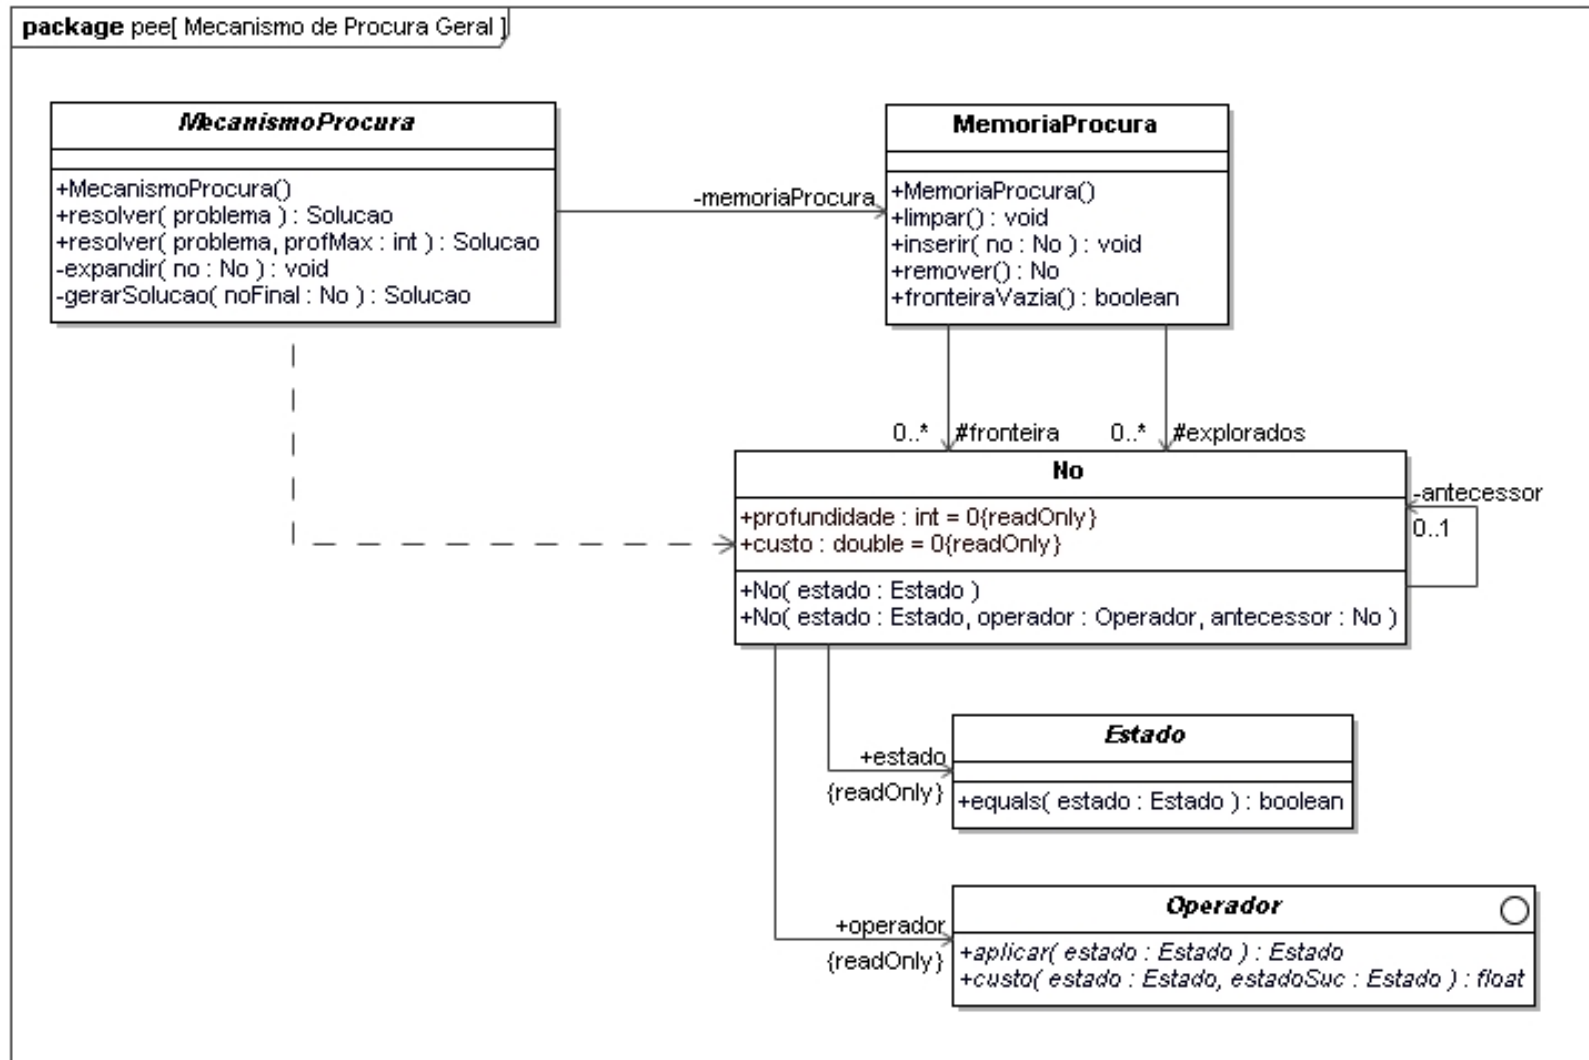 package pee[ Mecanismo de Procura Geral ]
MecanismoProcura
+MecanismoProcura()
+resolver( problema ) : Solucao
+resolver( problema, profMax : int ) : Solucao
-expandir( no : No ) : void
-gerarSolucao( noFinal : No ) : Solucao
-memoriaProcura
MemoriaProcura
+MemoriaProcura()
+limpar() : void
+inserir( no : No ) : void
+remover() : No
+fronteiraVazia() : boolean
0..* #fronteira 0..* #explorados
No
+profundidade : int = 0{readOnly}
+custo : double = 0{readOnly}
+No( estado : Estado )
+No( estado : Estado, operador : Operador, antecessor : No )
-antecessor
0..1
+estado
{readOnly}
Estado
+equals( estado : Estado ) : boolean
+operador
{readOnly}
Operador
+aplicar( estado : Estado ) : Estado
+custo( estado : Estado, estadoSuc : Estado ) : float